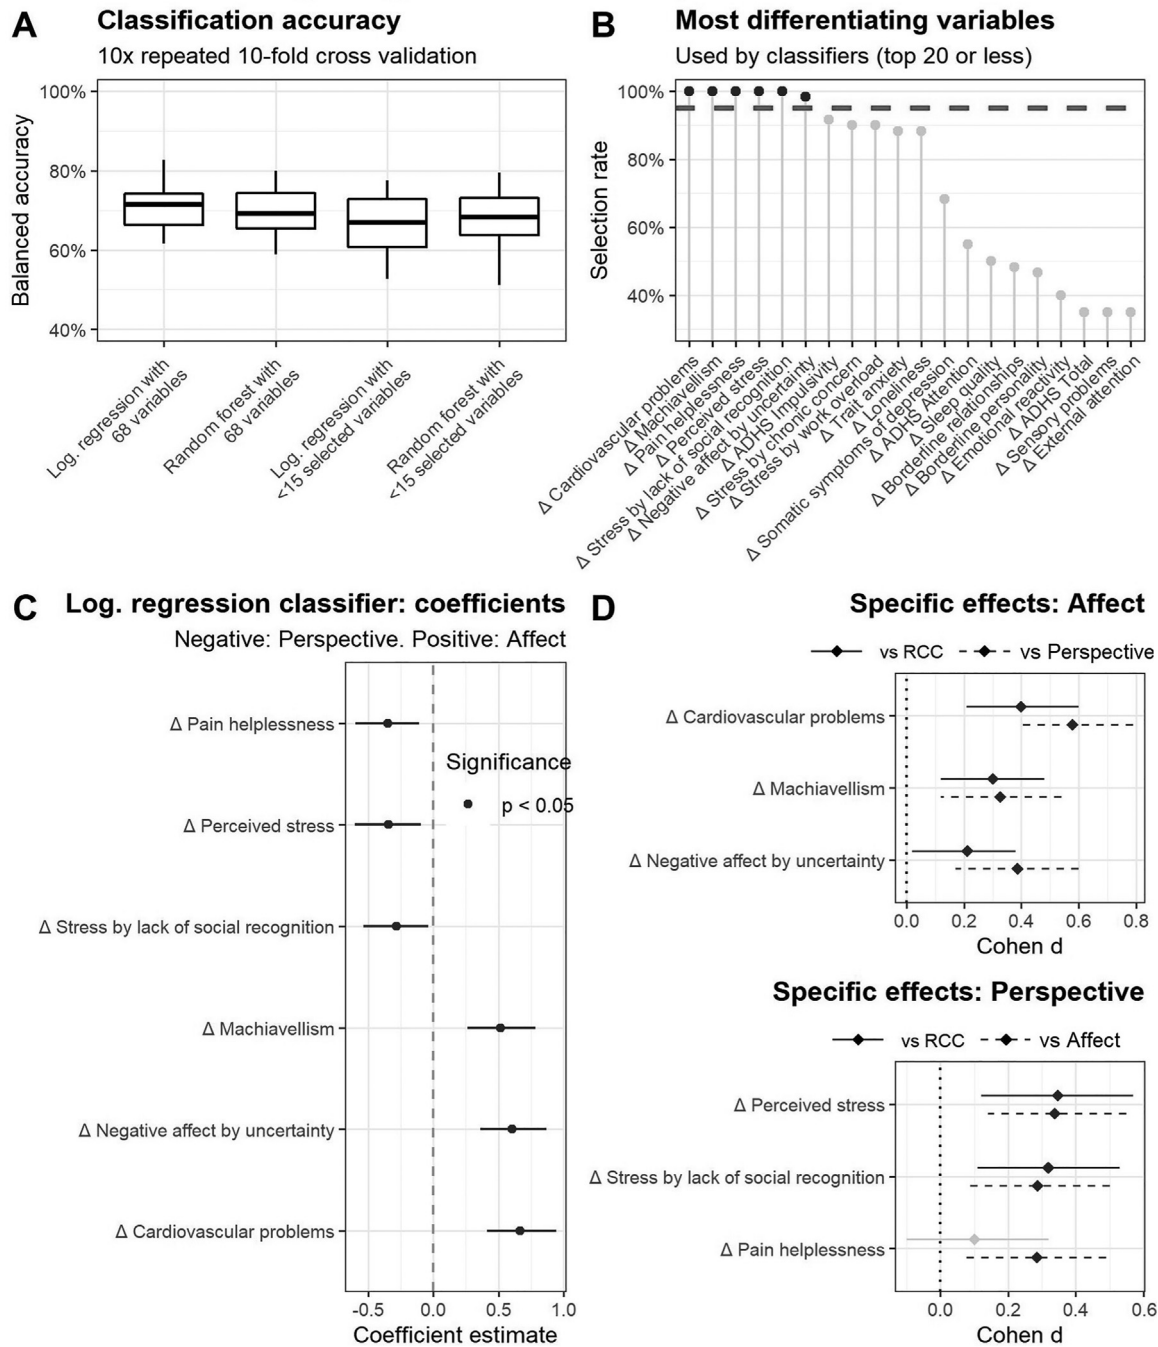 A Classification accuracy
10x repeated 10-fold cross validation
Balanced accuracy
100%
80%
60%
40%
Log. regression with
68 variables
Random forest with
68 variables
Log. regression with
<15 selected variables
Random forest with
<15 selected variables
B Most differentiating variables
Used by classifiers (top 20 or less)
Selection rate
100%
80%
60%
40%
Δ Cardiovascular problems
Δ Machiavellism
Δ Pain helplessness
Δ Perceived stress
Δ Stress by lack of social recognition
Δ Negative affect by uncertainty
Δ ADHS Impulsivity
Δ Stress by chronic concern
Δ Stress by work overload
Δ Trait anxiety
Δ Loneliness
Δ Somatic symptoms of depression
Δ ADHS Attention
Δ Sleep quality
Δ Borderline relationships
Δ Borderline personality
Δ Emotional reactivity
Δ ADHS Total
Δ Sensory problems
Δ External attention
C Log. regression classifier: coefficients
Negative: Perspective. Positive: Affect
Δ Pain helplessness
Δ Perceived stress
Δ Stress by lack of social recognition
Δ Machiavellism
Δ Negative affect by uncertainty
Δ Cardiovascular problems
Significance
p < 0.05
-0.5 0.0 0.5 1.0
Coefficient estimate
D Specific effects: Affect
vs RCC vs Perspective
Δ Cardiovascular problems
Δ Machiavellism
Δ Negative affect by uncertainty
0.0 0.2 0.4 0.6 0.8
Cohen d
Specific effects: Perspective
vs RCC vs Affect
Δ Perceived stress
Δ Stress by lack of social recognition
Δ Pain helplessness
0.0 0.2 0.4 0.6
Cohen d